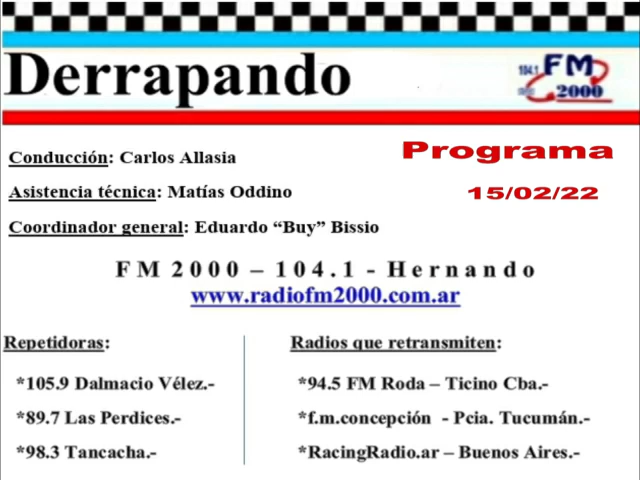 Derrapando
104.1 FM
2000
Programa
Conducción: Carlos Allasia
Asistencia técnica: Matías Oddino
15/02/22
Coordinador general: Eduardo “Buy” Bissio
FM 2000 – 104.1 - Hernando
www.radiofm2000.com.ar
Repetidoras:
*105.9 Dalmacio Vélez.-
*89.7 Las Perdices.-
*98.3 Tancacha.-
Radios que retransmiten:
*94.5 FM Roda – Ticino Cba.-
*f.m.concepción - Pcia. Tucumán.-
*RacingRadio.ar – Buenos Aires.-